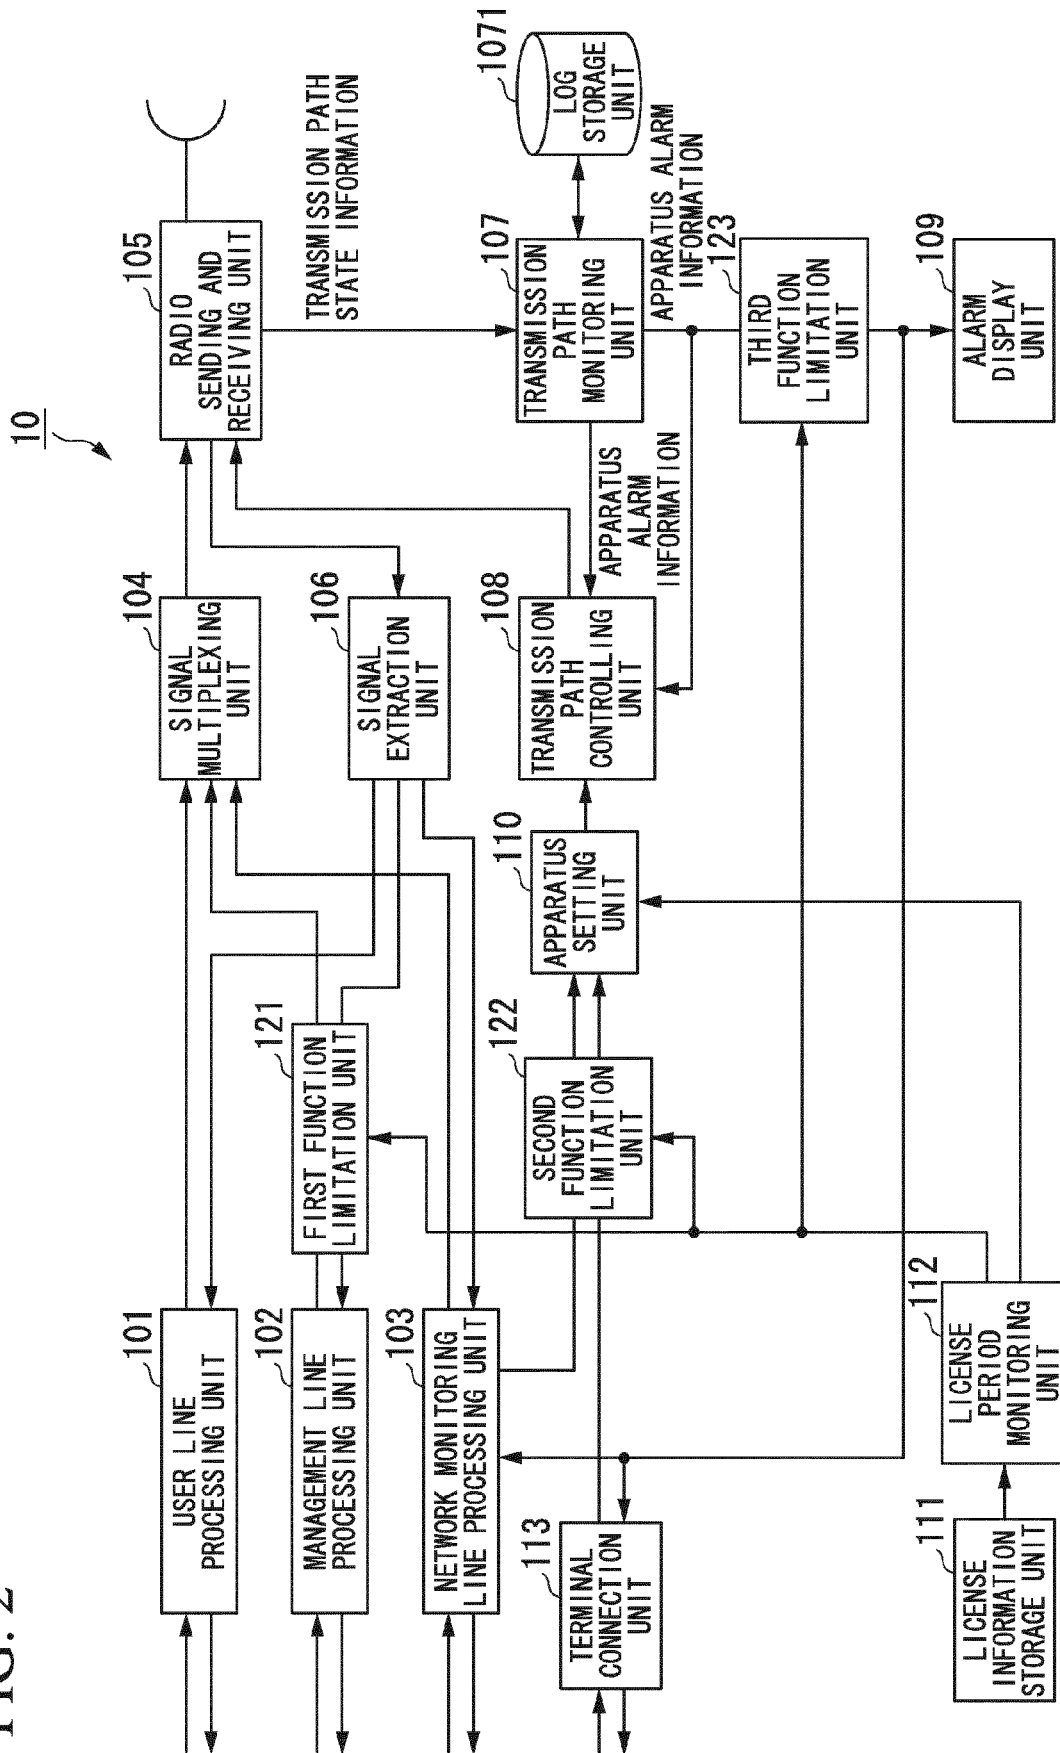 FIG. 2
10
101
USER LINE
PROCESSING UNIT
102
MANAGEMENT LINE
PROCESSING UNIT
103
NETWORK MONITORING
LINE PROCESSING UNIT
113
TERMINAL
CONNECTION
UNIT
111
LICENSE
INFORMATION
STORAGE UNIT
112
LICENSE
PERIOD
MONITORING
UNIT
121
FIRST FUNCTION
LIMITATION UNIT
122
SECOND
FUNCTION
LIMITATION
UNIT
110
APPARATUS
SETTING
UNIT
104
SIGNAL
MULTIPLEXING
UNIT
106
SIGNAL
EXTRACTION
UNIT
108
TRANSMISSION
PATH
CONTROLLING
UNIT
APPARATUS
ALARM
INFORMATION
105
RADIO
SENDING AND
RECEIVING UNIT
TRANSMISSION PATH
STATE INFORMATION
107
TRANSMISSION
PATH
MONITORING
UNIT
1071
LOG
STORAGE
UNIT
APPARATUS ALARM
INFORMATION
123
THIRD
FUNCTION
LIMITATION
UNIT
109
ALARM
DISPLAY
UNIT